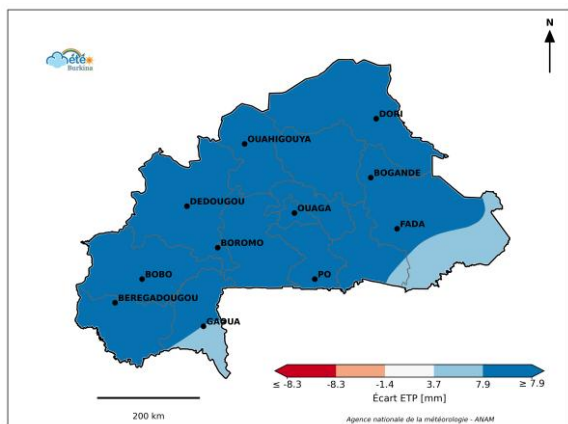 N
Météo
Burkina
DORI
OUAHIGOUYA
BOGANDE
DEDOUGOU
OUAGA
FADA
BOROMO
BOBO
PO
BEREGADOUGOU
GAOUA
≤ -8.3 -8.3 -1.4 3.7 7.9 ≥ 7.9
Écart ETP [mm]
200 km
Agence nationale de la météorologie - ANAM